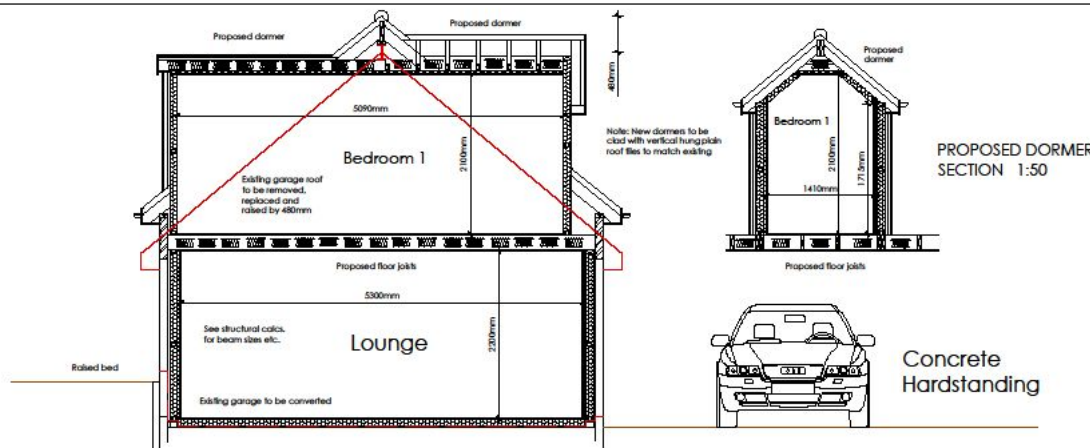 Proposed dormer
Proposed dormer
480mm
5090mm
Bedroom 1
2100mm
Existing garage roof
to be removed,
replaced and
raised by 480mm
Note: New dormers to be
clad with vertical hung plain
roof tiles to match existing
Proposed
dormer
Bedroom 1
2100mm
1715mm
1410mm
PROPOSED DORMER
SECTION 1:50
Proposed floor joists
Proposed floor joists
5300mm
See structural calcs.
for beam sizes etc..
Lounge
2200mm
Raised bed
Existing garage to be converted
Concrete
Hardstanding